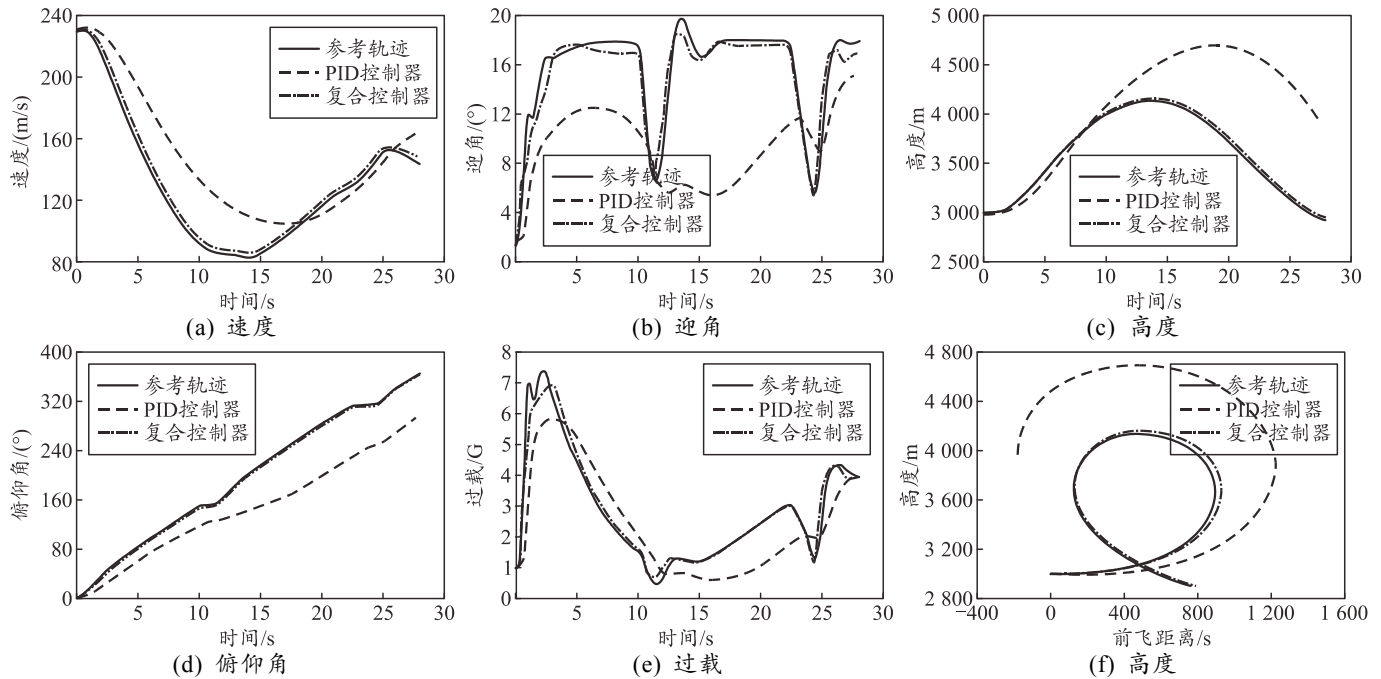 240
200
160
120
80
速度/(m/s)
参考轨迹
PID控制器
复合控制器
0
5
10
15
20
25
30
时间/s
(a) 速度
20
16
12
8
4
0
迎角/(°)
参考轨迹
PID控制器
复合控制器
0
5
10
15
20
25
30
时间/s
(b) 迎角
5 000
4 500
4 000
3 500
3 000
2 500
高度/m
参考轨迹
PID控制器
复合控制器
0
5
10
15
20
25
30
时间/s
(c) 高度
400
320
240
160
80
0
俯仰角/(°)
参考轨迹
PID控制器
复合控制器
5
10
15
20
25
30
时间/s
(d) 俯仰角
8
7
6
5
4
3
2
1
0
过载/G
参考轨迹
PID控制器
复合控制器
5
10
15
20
25
30
时间/s
(e) 过载
4 800
4 400
4 000
3 600
3 200
2 800
高度/m
参考轨迹
PID控制器
复合控制器
−400
0
400
800
1 200
1 600
前飞距离/s
(f) 高度